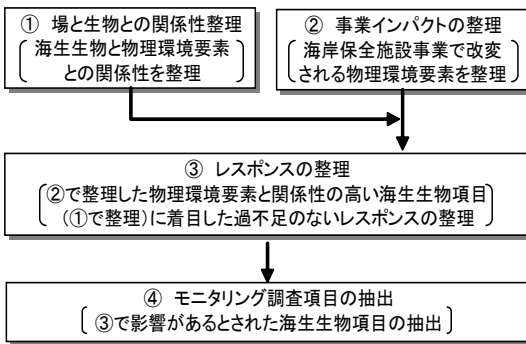 ① 場と生物との関係性整理
海生生物と物理環境要素
との関係性を整理
② 事業インパクトの整理
海岸保全施設事業で改変
される物理環境要素を整理
③ レスポンスの整理
②で整理した物理環境要素と関係性の高い海生生物項目
(①で整理)に着目した過不足のないレスポンスの整理
④ モニタリング調査項目の抽出
③で影響があるとされた海生生物項目の抽出